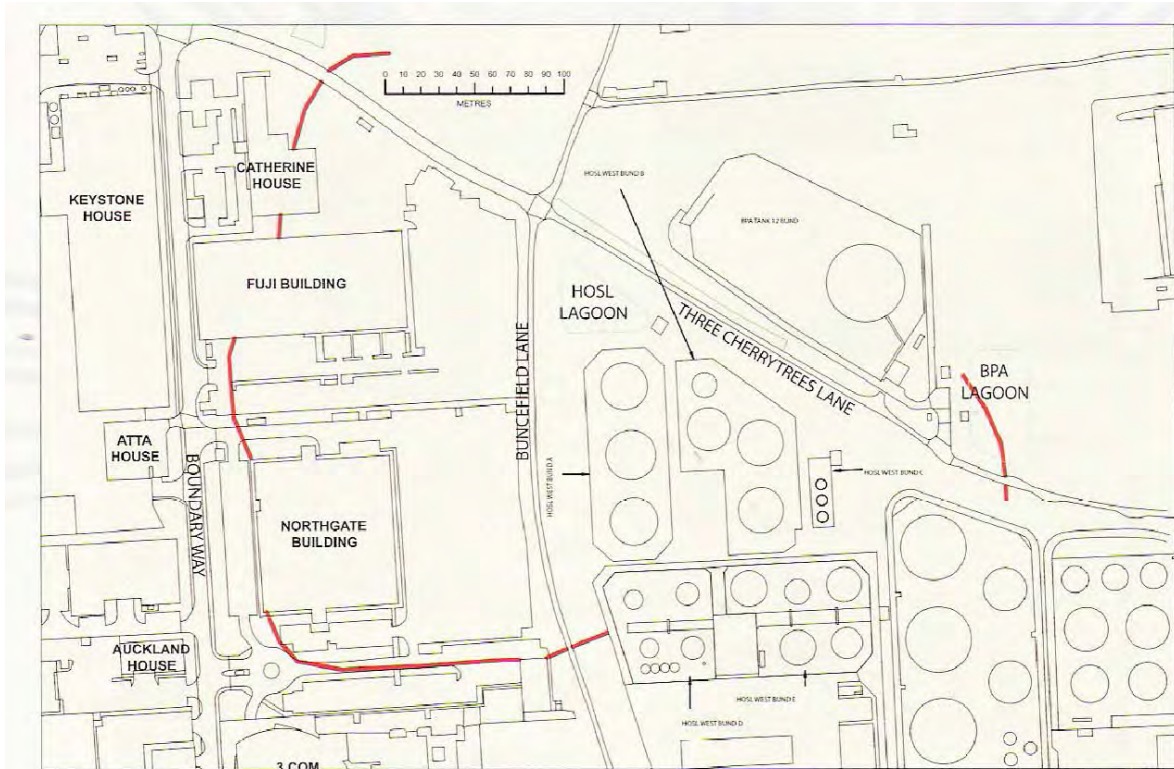 0 10 20 30 40 50 60 70 80 90 100
METRES
CATHERINE
HOUSE
KEYSTONE
HOUSE
HOSL WEST BUND B
BPA TANK 12 BUND
FUJI BUILDING
HOSL
LAGOON
THREE CHERRYTREES LANE
BUNCEFIELD LANE
BPA
LAGOON
ATTA
HOUSE
BOUNDARY WAY
HOSL WEST BUND A
HOSL WEST BUND C
NORTHGATE
BUILDING
AUCKLAND
HOUSE
HOSL WEST BUND E
HOSL WEST BUND D
3 COM